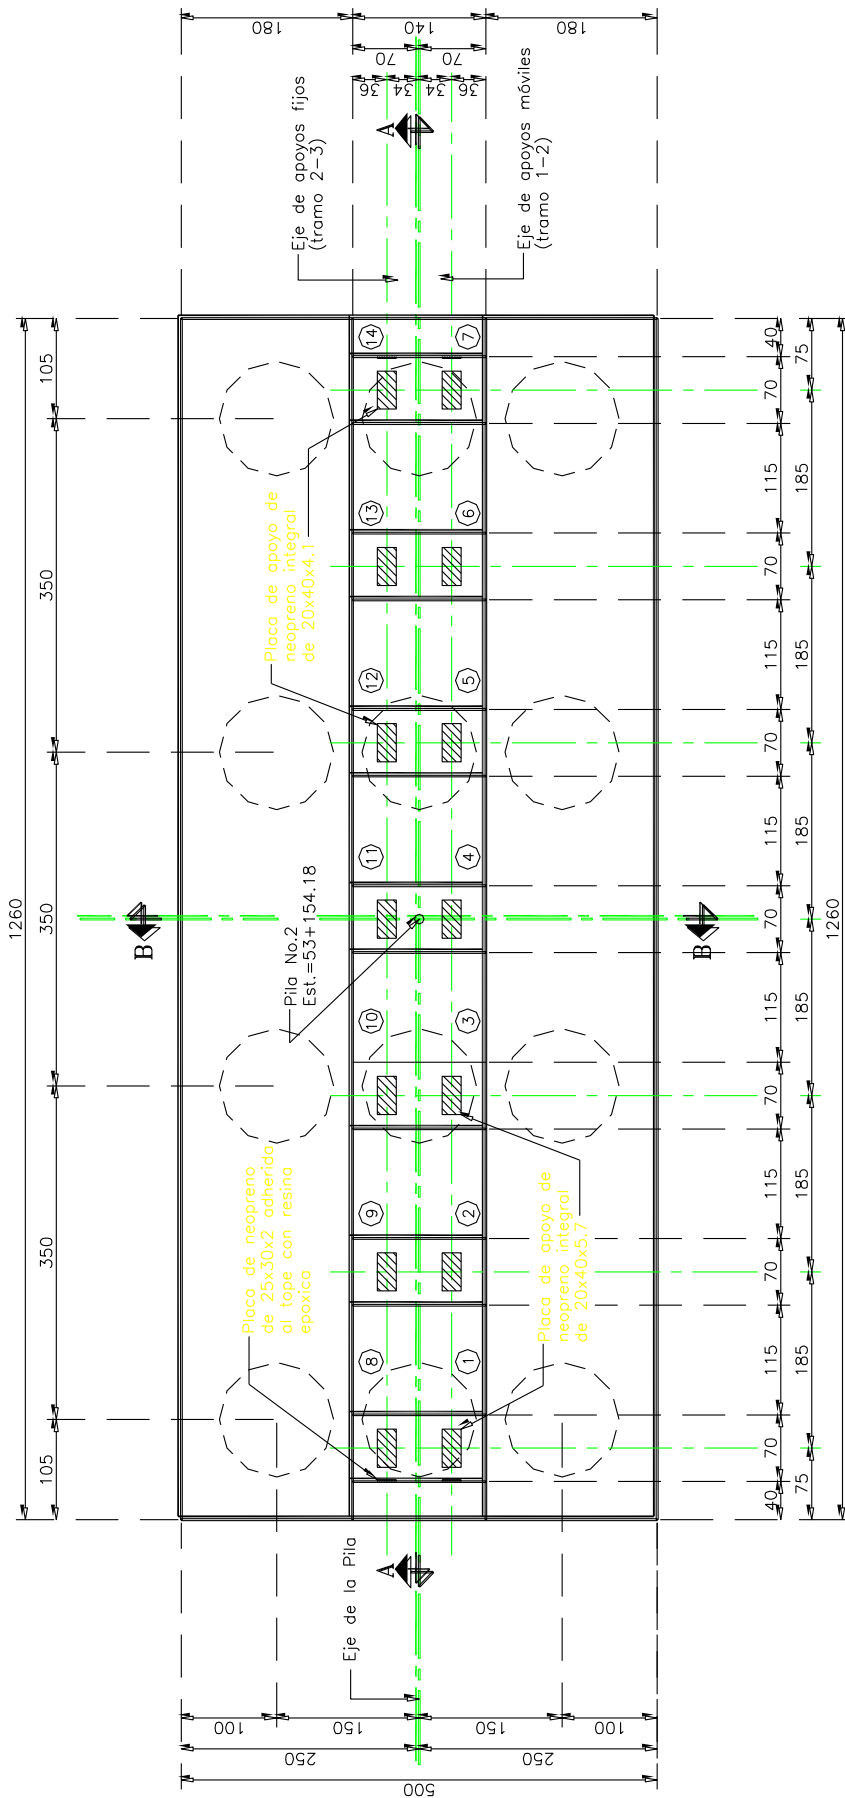 1260
105
350
350
350
105
180
140
180
70
70
36
34
34
36
Eje de apoyos fijos
(tramo 2-3)
Eje de apoyos móviles
(tramo 1-2)
A
A
B
B
Placa de apoyo de
neopreno integral
de 20x40x4.1
Pila No.2
Est.=53+154.18
Placa de neopreno
de 25x30x2 adherida
al tope con resina
epoxica
Placa de apoyo de
neopreno integral
de 20x40x5.7
Eje de la Pila
8
9
10
11
12
13
14
1
2
3
4
5
6
7
40
70
115
70
115
70
115
70
115
70
115
70
115
70
40
75
185
185
185
185
185
185
75
1260
100
150
150
100
250
250
500